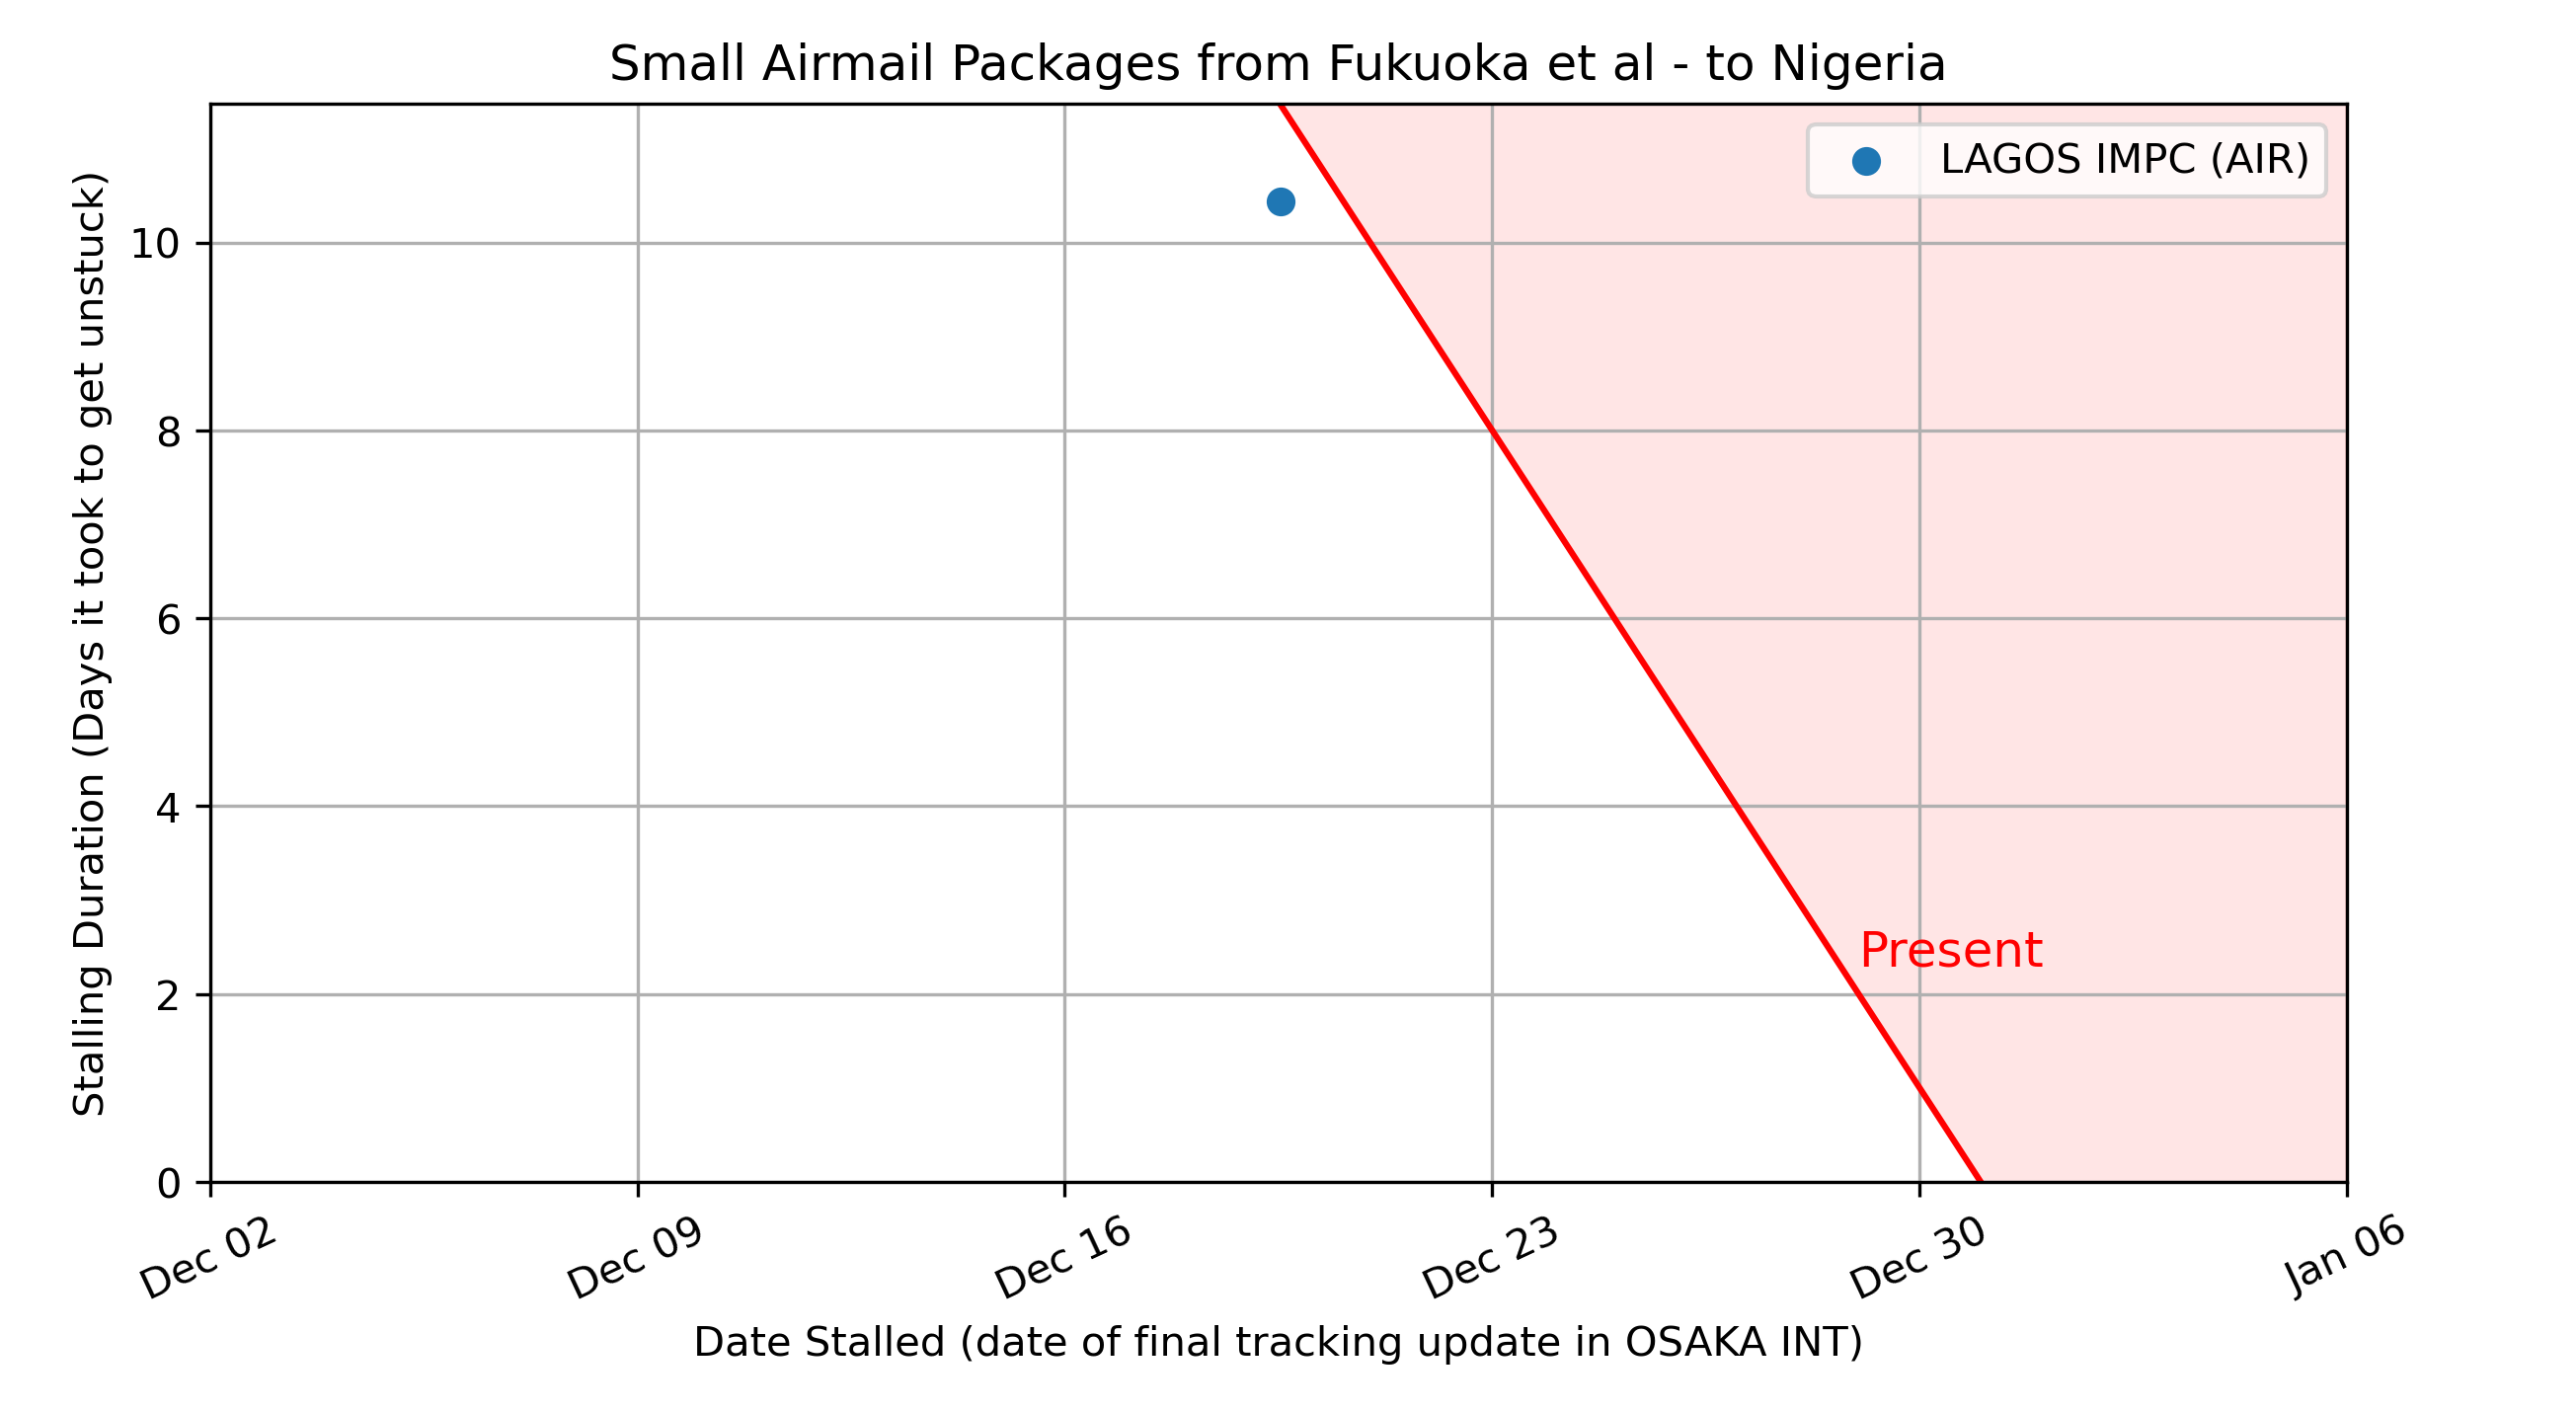 Small Airmail Packages from Fukuoka et al - to Nigeria
LAGOS IMPC (AIR)
Stalling Duration (Days it took to get unstuck)
10
8
6
4
2
0
Present
Dec 02
Dec 09
Dec 16
Dec 23
Dec 30
Jan 06
Date Stalled (date of final tracking update in OSAKA INT)